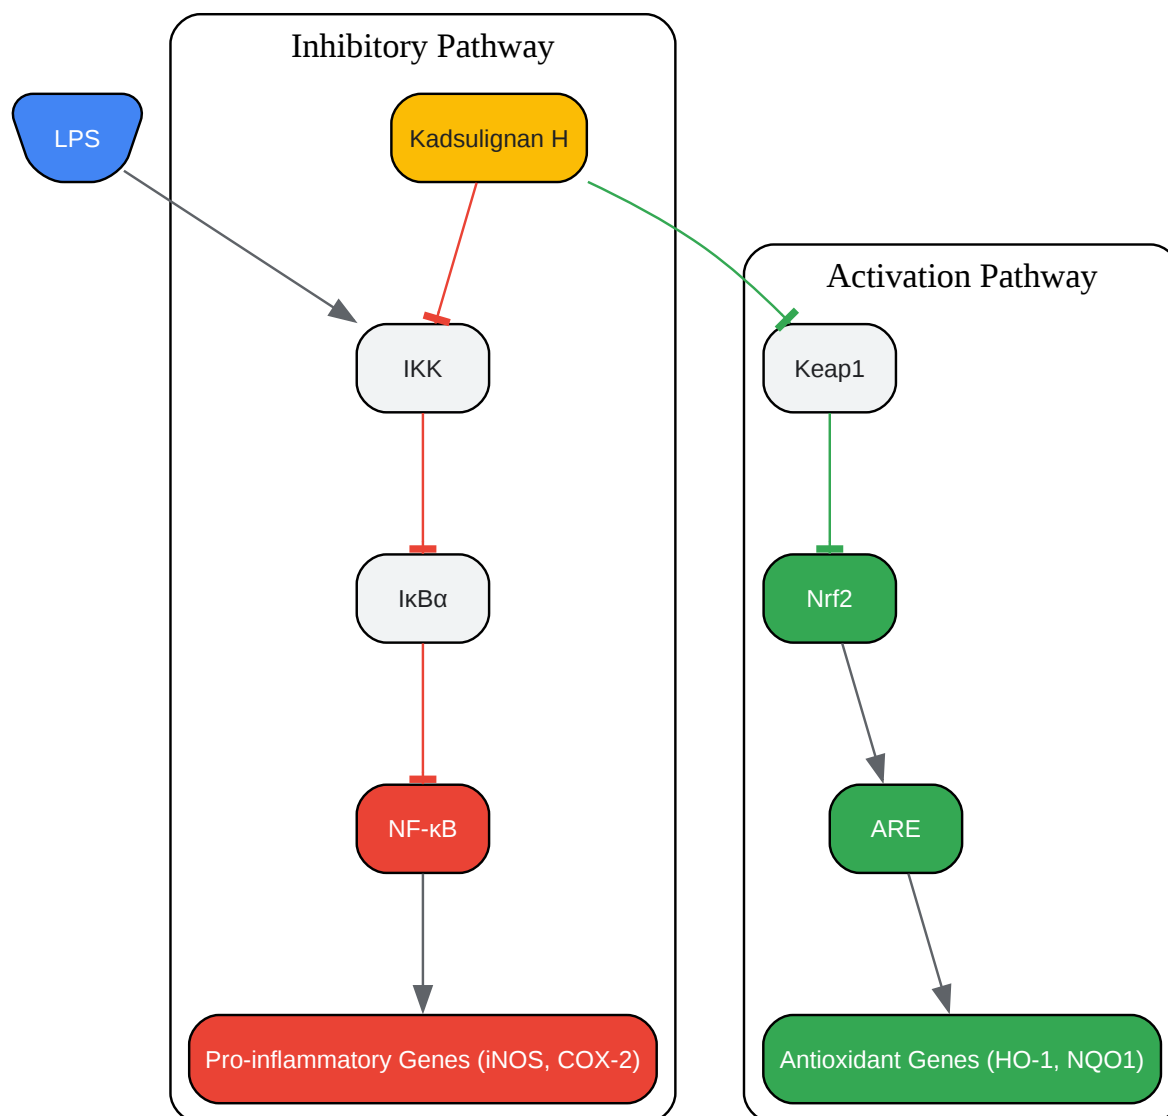 Inhibitory Pathway
LPS
Kadsulignan H
Activation Pathway
IKK
Keap1
IκBα
Nrf2
NF-κB
ARE
Pro-inflammatory Genes (iNOS, COX-2)
Antioxidant Genes (HO-1, NQO1)